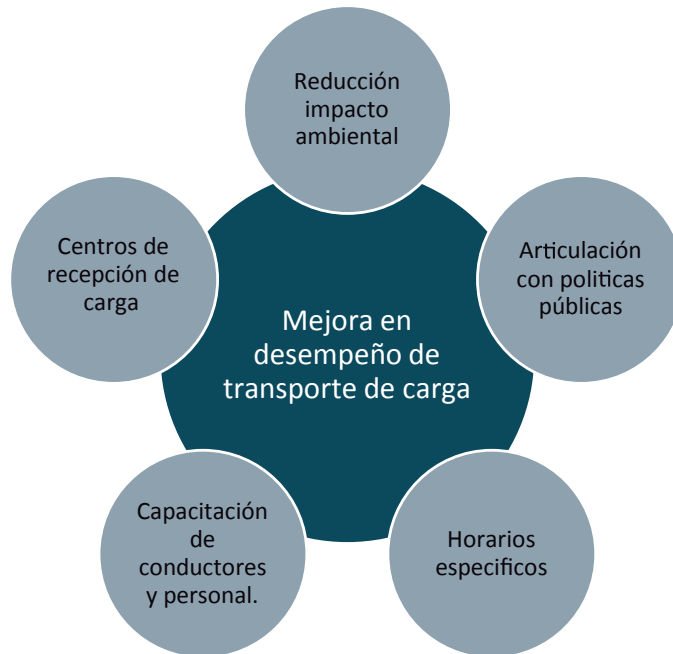 Reducción
impacto
ambiental
Centros de
recepción de
carga
Articulación
con politicas
públicas
Mejora en
desempeño de
transporte de carga
Capacitación
de
conductores
y personal.
Horarios
especificos